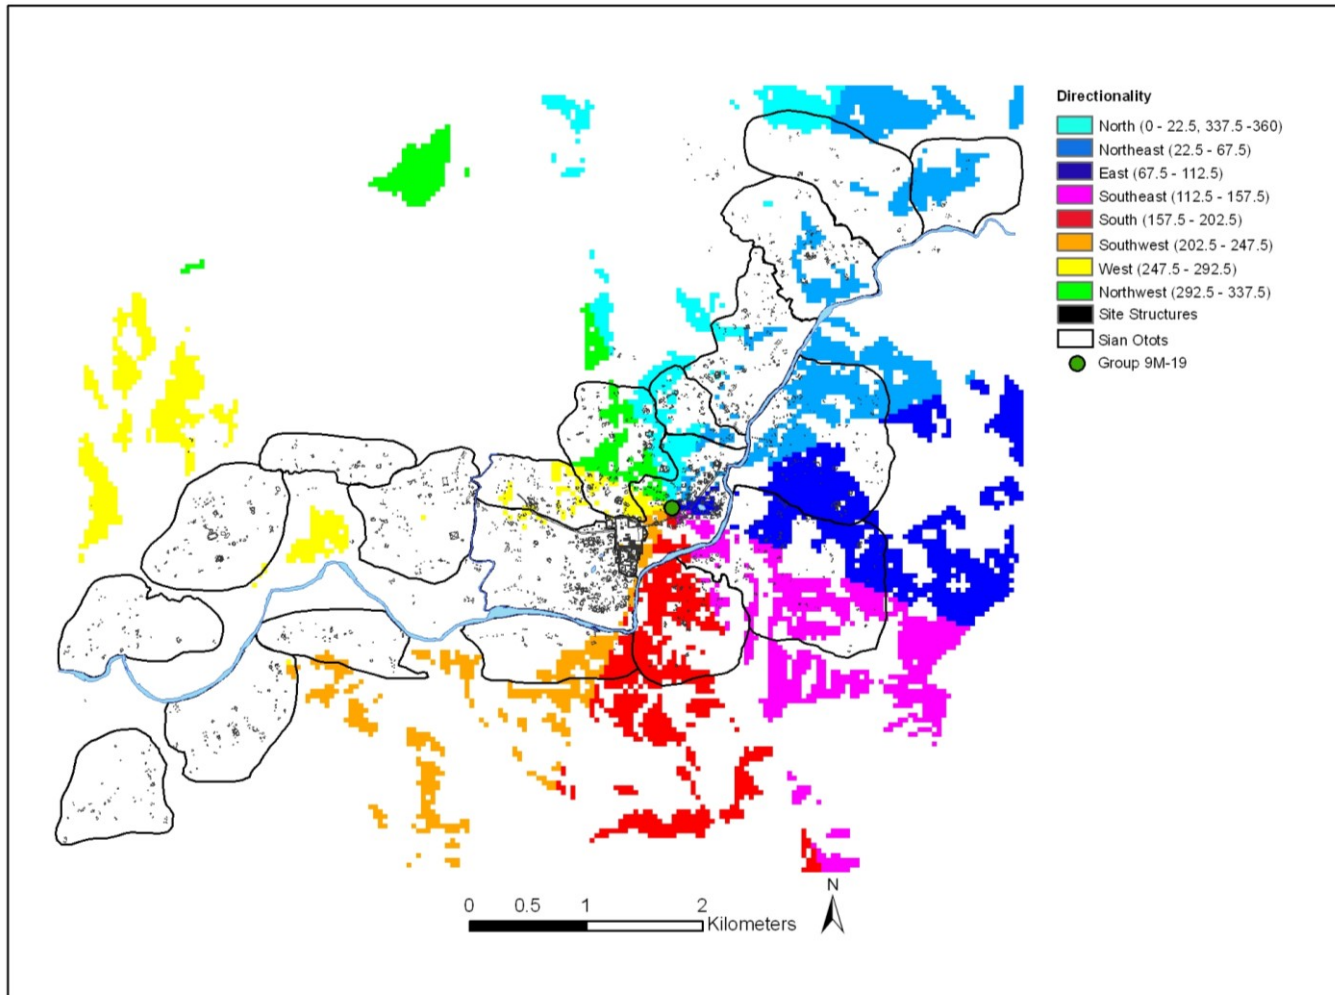 Directionality
North (0 - 22.5, 337.5 -360)
Northeast (22.5 - 67.5)
East (67.5 - 112.5)
Southeast (112.5 - 157.5)
South (157.5 - 202.5)
Southwest (202.5 - 247.5)
West (247.5 - 292.5)
Northwest (292.5 - 337.5)
Site Structures
Sian Otots
Group 9M-19
N
0 0.5 1 2
Kilometers